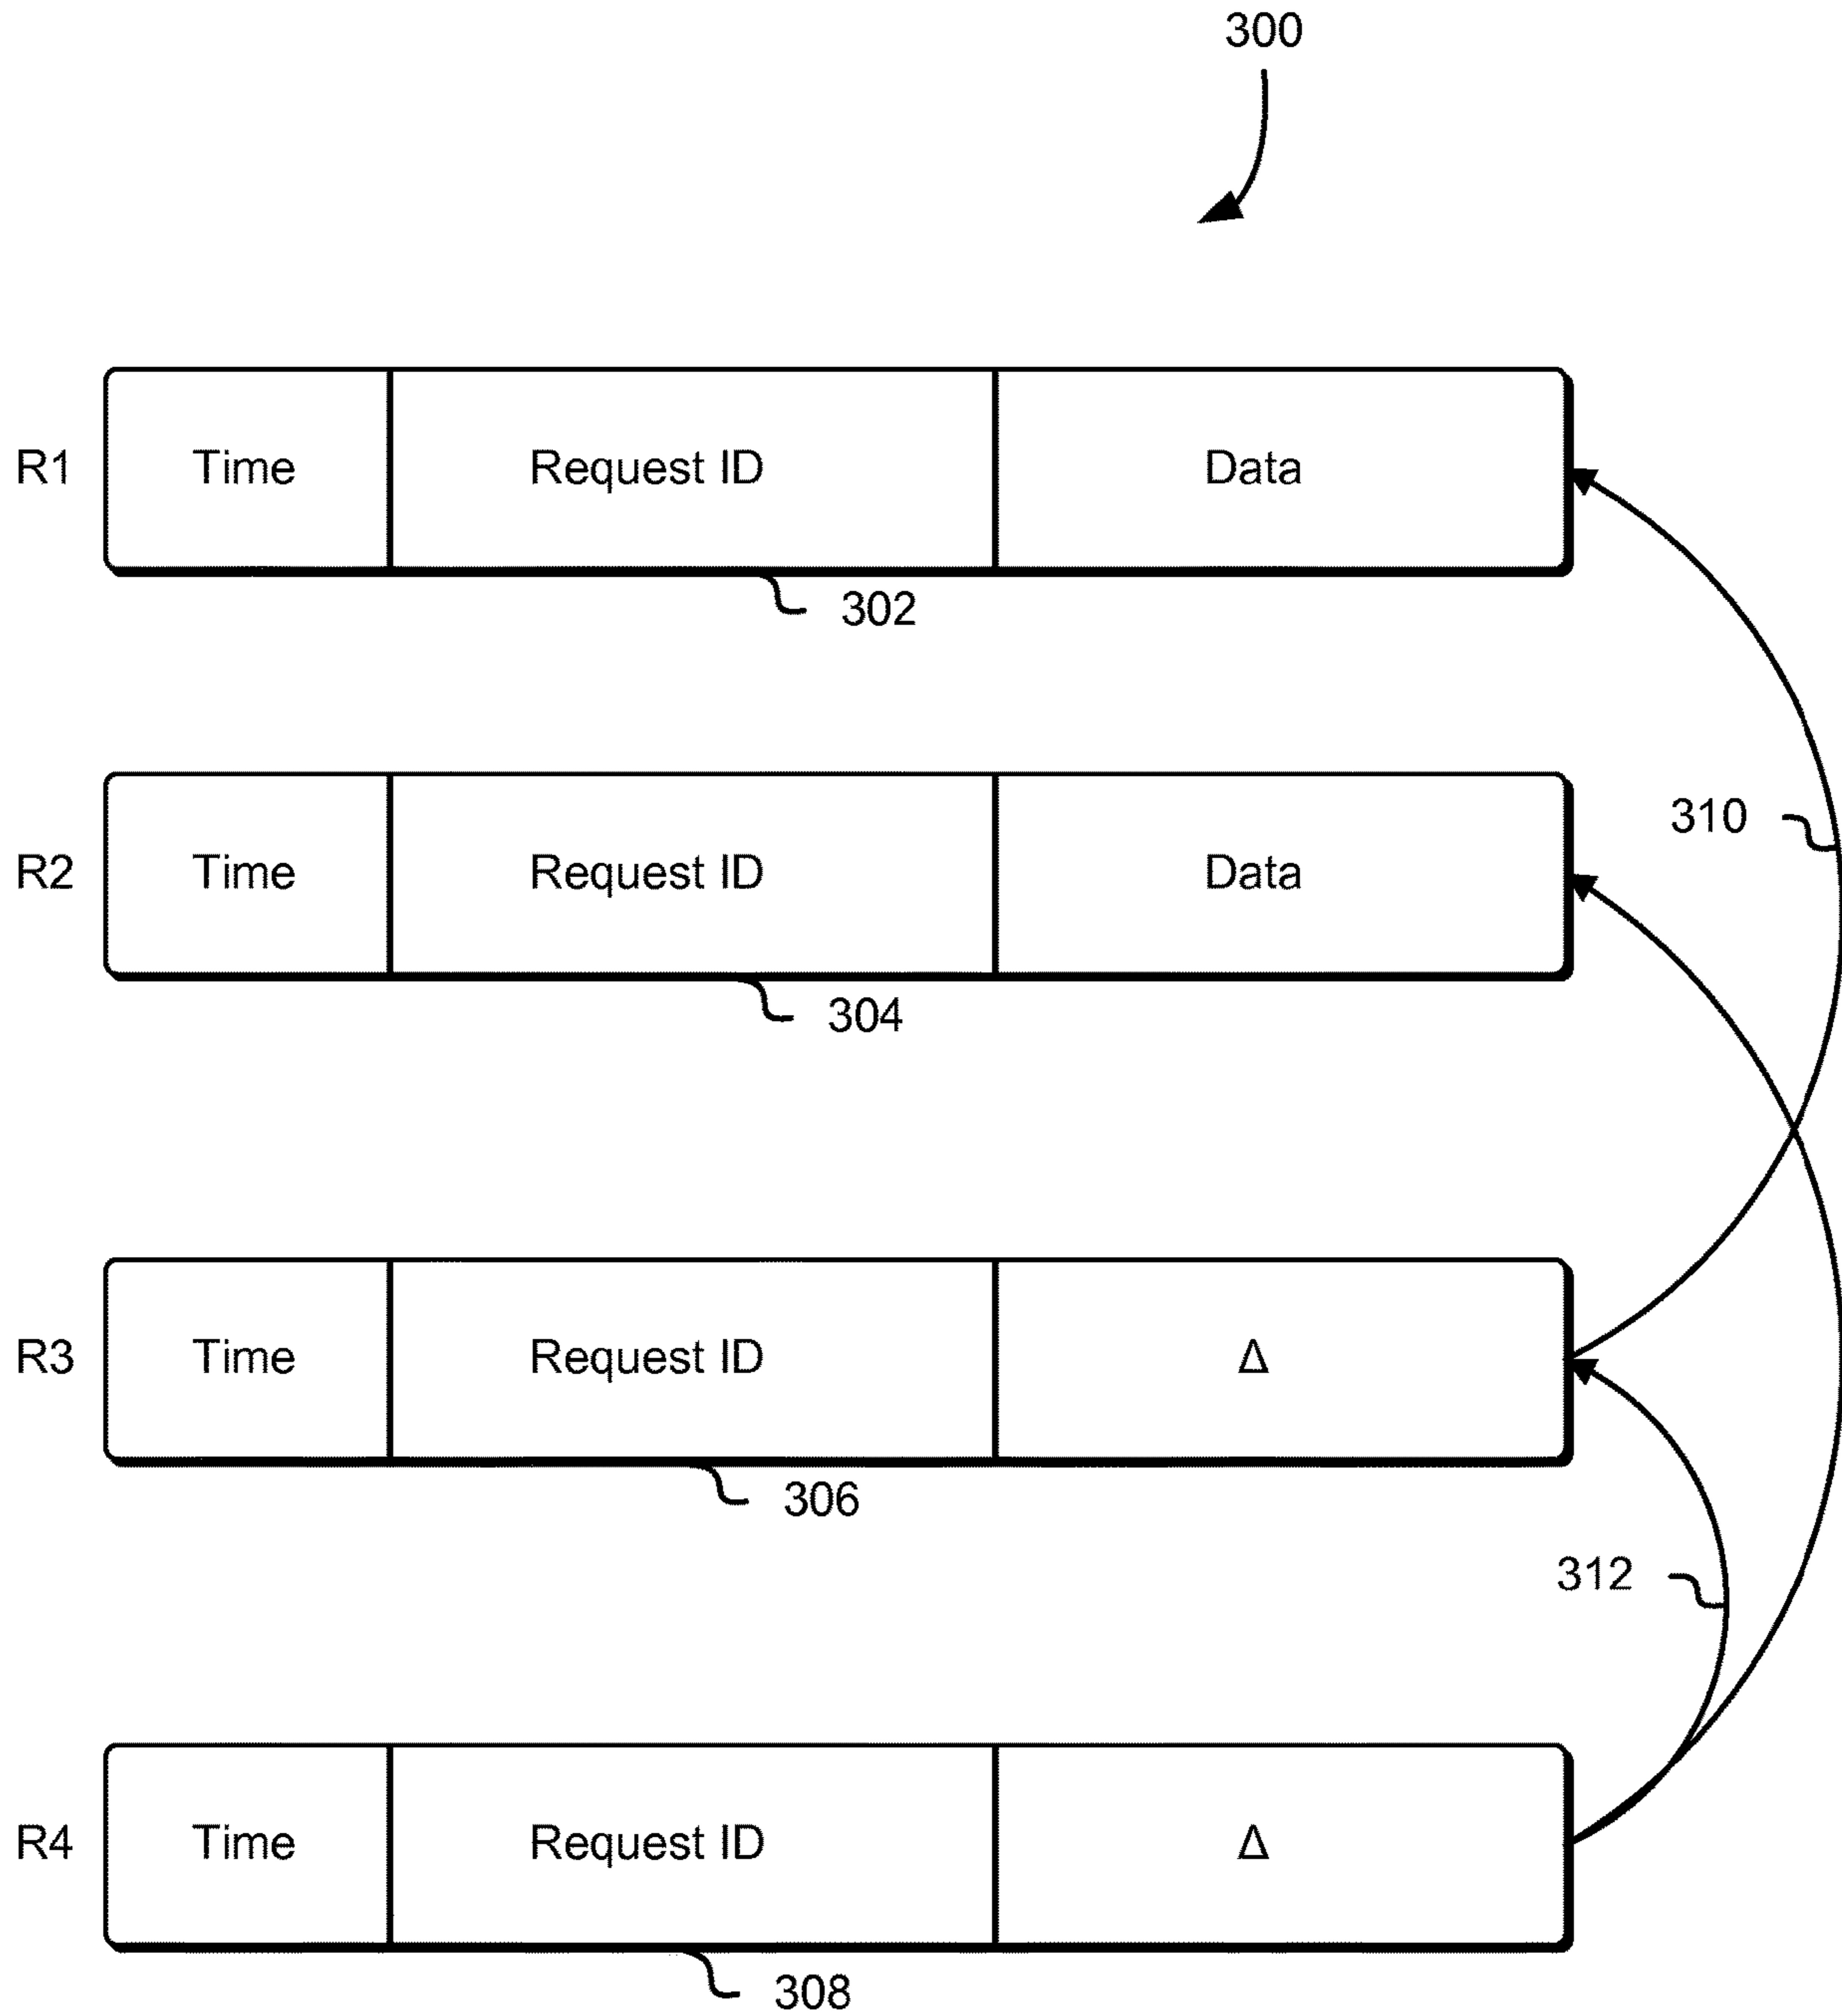 300
R1 Time Request ID Data
302
R2 Time Request ID Data
310
304
R3 Time Request ID Δ
306
312
R4 Time Request ID Δ
308